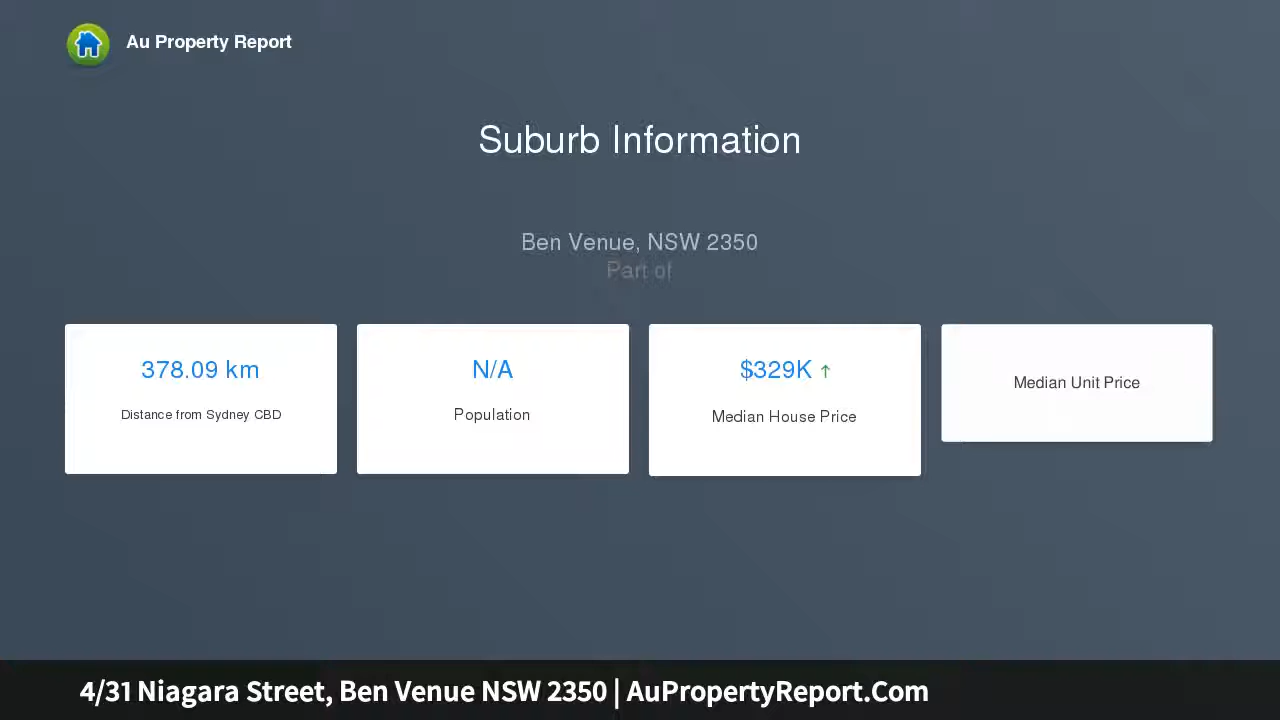 Au Property Report
Suburb Information
Ben Venue, NSW 2350
Part of
378.09 km
Distance from Sydney CBD
N/A
Population
$329K ↑
Median House Price
Median Unit Price
4/31 Niagara Street, Ben Venue NSW 2350 | AuPropertyReport.Com